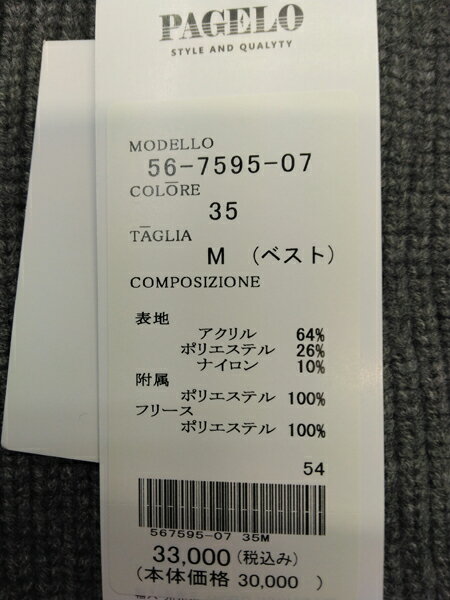 PAGELO
STYLE AND QUALYTY
MODELLO
56-7595-07
COLORE
35
TAGLIA
M (ベスト)
COMPOSIZIONE
表地
アクリル 64%
ポリエステル 26%
ナイロン 10%
附属
ポリエステル 100%
フリース
ポリエステル 100%
54
567595-07 35M
33,000(税込み)
(本体価格 30,000 )